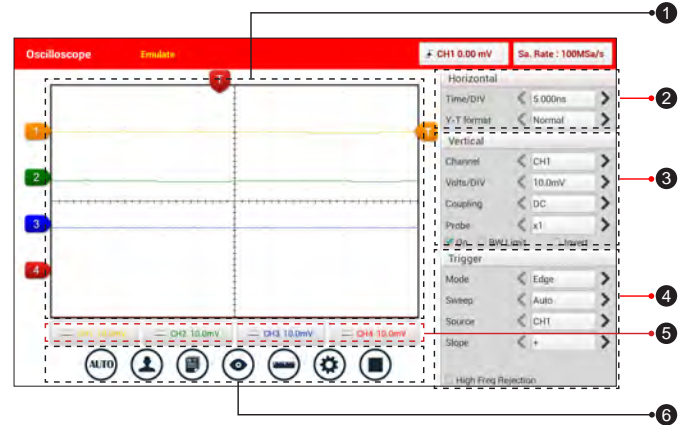 1
Oscilloscope Emulate CH1 0.00 mV Sa. Rate : 100MSa/s
T
Horizontal
Time/DIV 5.000ns
2
Y-T format Normal
1
T
Vertical
Channel CH1
2
Volts/DIV 10.0mV
3
Coupling DC
3
Probe x1
On BW Limit Invert
Trigger
4
Mode Edge
Sweep Auto
4
Source CH1
CH2 10.0mV CH3 10.0mV CH4 10.0mV
5
Slope +
AUTO
High Freq Rejection
6